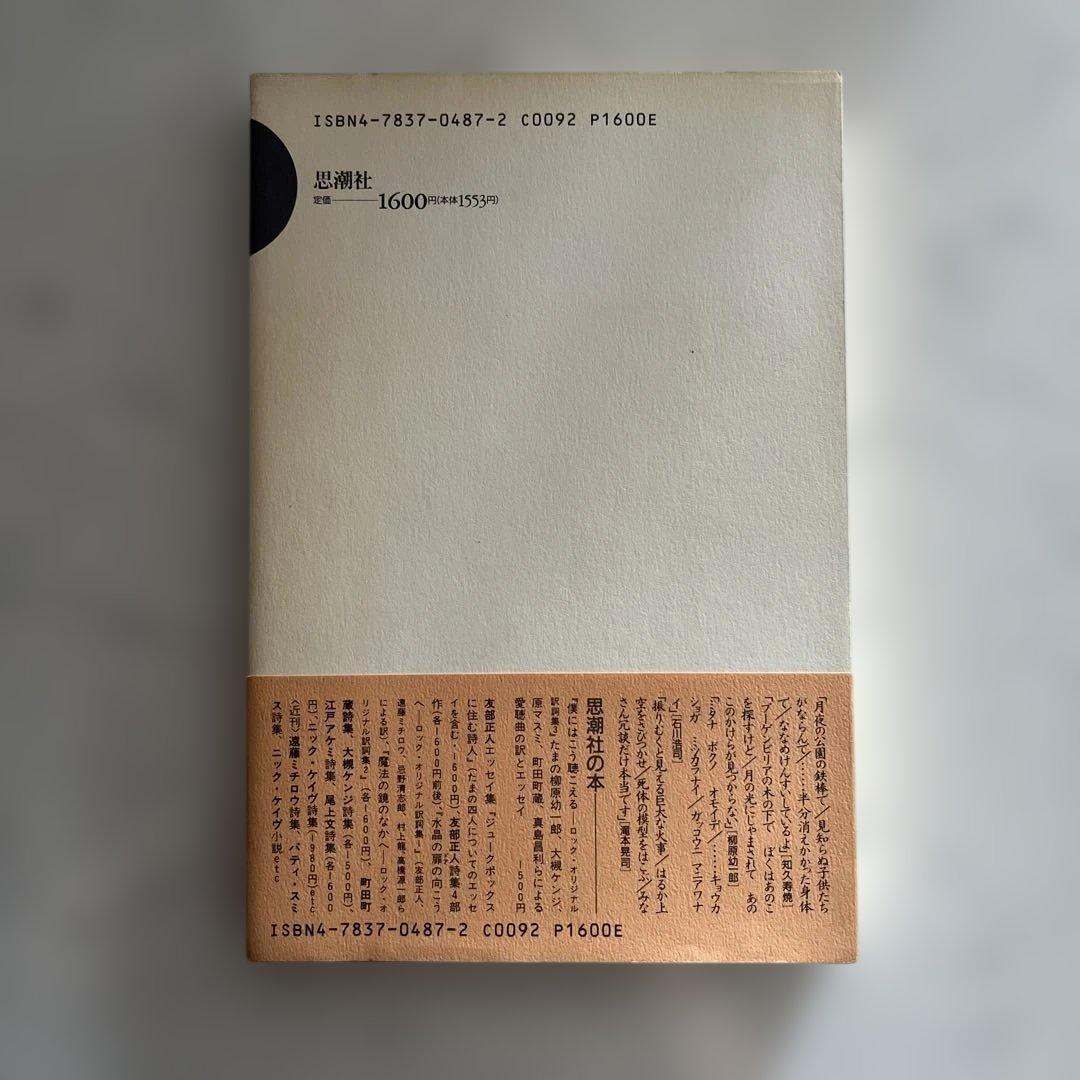 ISBN4-7837-0487-2 C0092 P1600E
思潮社
定価────1600円(本体1553円)
「月夜の公園の鉄棒で／見知らぬ子供たち
がならんで／……半分消えかかった身体
で／ななめけんすいしているよ」［知久寿焼］
「ブーゲンビリアの木の下で　ぼくはあのこ
を探すけど／月の光にじゃまされて　あの
このかけらが見つからない」［柳原幼一郎］
「ミタナ　ボクノ　オモイデ／……キョウカ
ショガ　ミツカラナイ／ガッコウニ　マニアワナ
イ」［石川浩司］
「振りむくと見える巨大な火事／はるか上
空をさびつかせ／死体の模型をはこぶ／みな
さん冗談だけ本当です」［滝本晃司］
思潮社の本
『僕にはこう聴こえる──ロック・オリジナル
訳詞集3』たまの柳原幼一郎、大槻ケンジ、
原マスミ、町田町蔵、真島昌利らによる
愛聴曲の訳とエッセイ　1500円
友部正人エッセイ集『ジュークボックス
に住む詩人』(たまの四人についてのエッセ
イを含む・1600円)、友部正人詩集4部
作(各1600円前後)、『水晶の扉の向こう
へ──ロック・オリジナル訳詞集1』(友部正人、
遠藤ミチロウ、忌野清志郎、村上龍、高橋源一郎ら
による訳)、『魔法の鏡のなかへ──ロック・オ
リジナル訳詞集2』(各1600円)、町田町
蔵詩集、大槻ケンジ詩集(各1500円)、
江戸アケミ詩集、尾上文詩集(各1600
円)、ニック・ケイヴ詩集(1980円)etc
〈近刊〉遠藤ミチロウ詩集、パティ・スミ
ス詩集、ニック・ケイヴ小説etc
ISBN4-7837-0487-2 C0092 P1600E